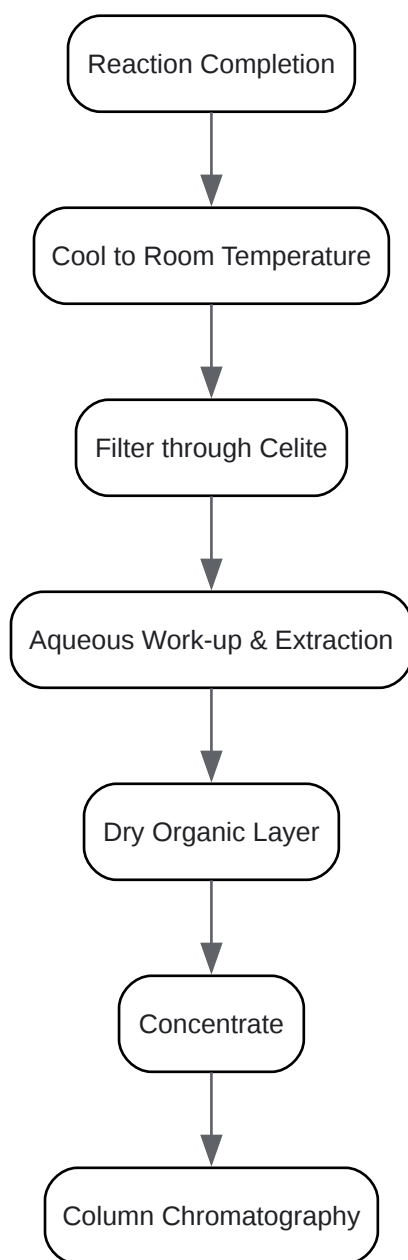 Reaction Completion
Cool to Room Temperature
Filter through Celite
Aqueous Work-up & Extraction
Dry Organic Layer
Concentrate
Column Chromatography